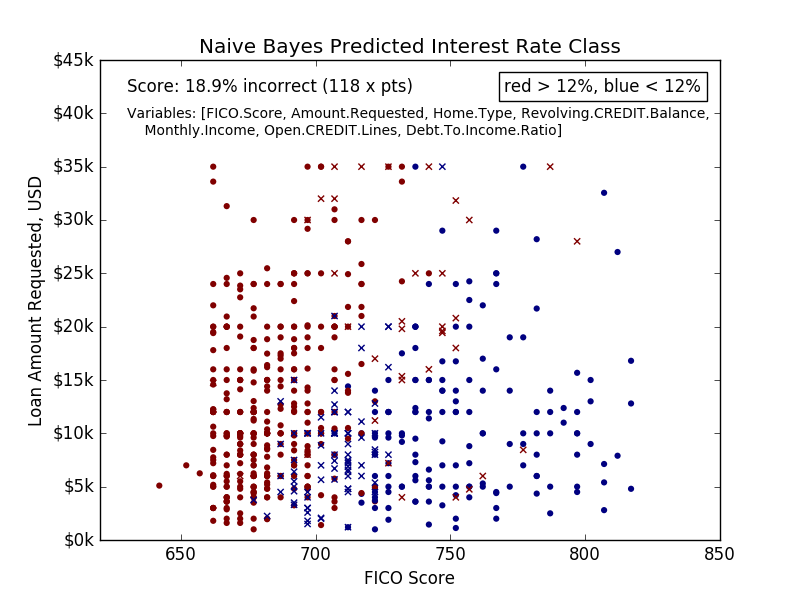 Naive Bayes Predicted Interest Rate Class
$45k
Score: 18.9% incorrect (118 x pts)
red > 12%, blue < 12%
$40k
Variables: [FICO.Score, Amount.Requested, Home.Type, Revolving.CREDIT.Balance,
Monthly.Income, Open.CREDIT.Lines, Debt.To.Income.Ratio]
$35k
$30k
$25k
$20k
$15k
$10k
$5k
$0k
Loan Amount Requested, USD
650
700
750
800
850
FICO Score